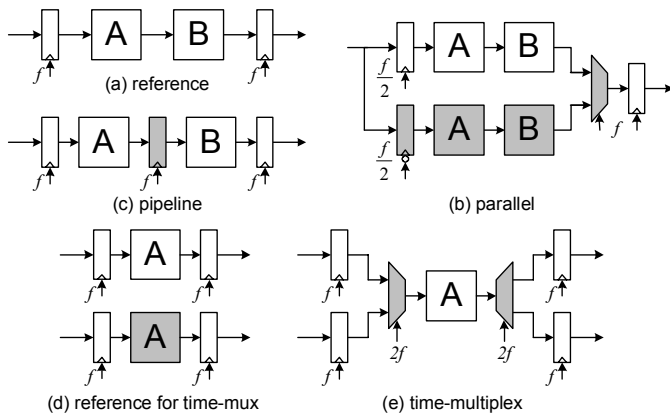 A B
f f
(a) reference
A B
f/2
A B
f/2 f
(b) parallel
A B
f f f
(c) pipeline
A
f f
A
f f
(d) reference for time-mux
f f
A
f 2f 2f f
(e) time-multiplex